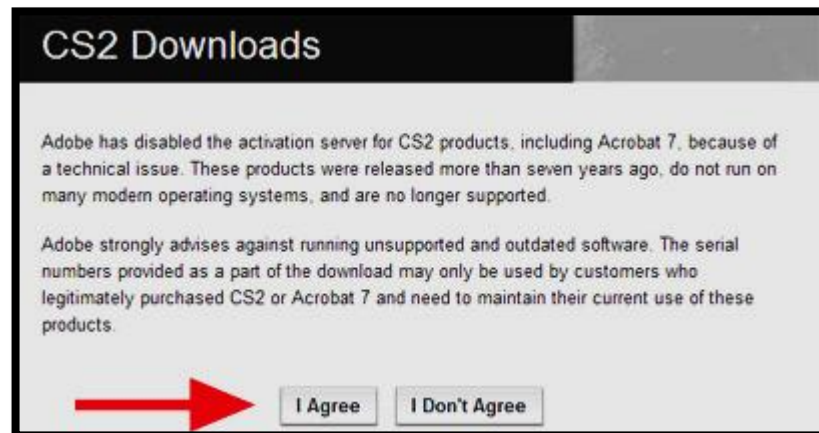 CS2 Downloads
Adobe has disabled the activation server for CS2 products, including Acrobat 7, because of
a technical issue. These products were released more than seven years ago, do not run on
many modern operating systems, and are no longer supported.
Adobe strongly advises against running unsupported and outdated software. The serial
numbers provided as a part of the download may only be used by customers who
legitimately purchased CS2 or Acrobat 7 and need to maintain their current use of these
products.
I Agree I Don't Agree